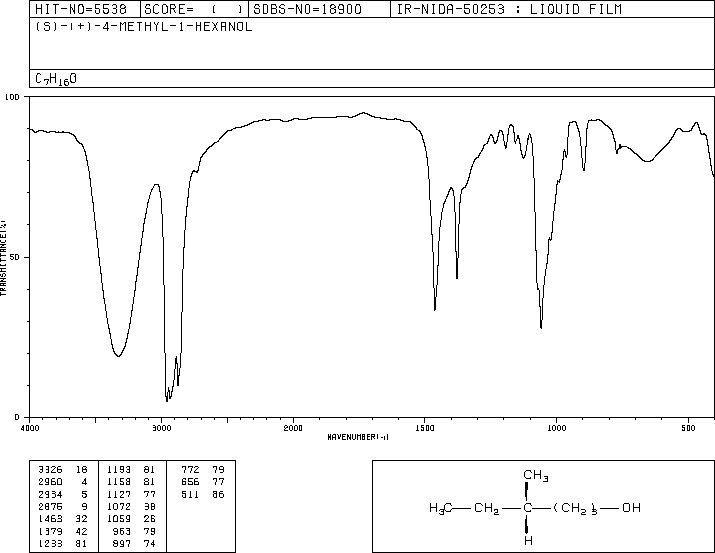 HIT-NO=5538 SCORE= ( ) SDBS-NO=18900 IR-NIDA-50253 : LIQUID FILM
(S)-(+)-4-METHYL-1-HEXANOL
C7H16O
100
50
0
TRANSMITTANCE(%)
4000 3000 2000 1500 1000 500
WAVENUMBER(-1)
3326 16 1193 81 772 79
2960 4 1158 81 656 77
2934 5 1127 77 511 86
2875 9 1072 38
1463 32 1059 26
1379 42 963 79
1233 81 897 74
CH3
H3C CH2 C (CH2)3 OH
H